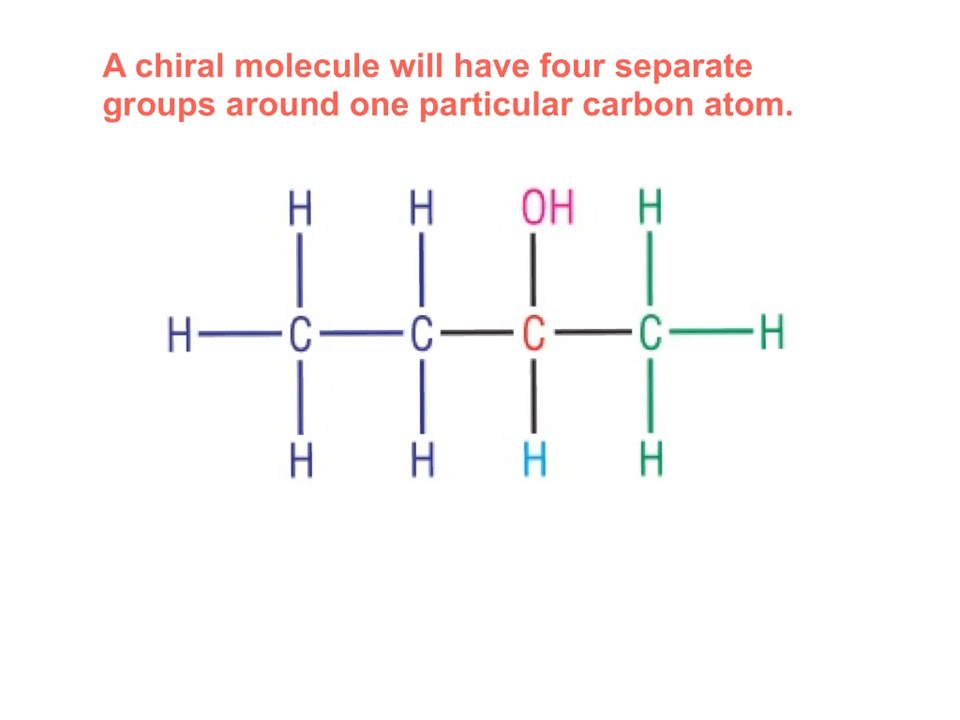 A chiral molecule will have four separate
groups around one particular carbon atom.
H H OH H
H C C C C H
H H H H